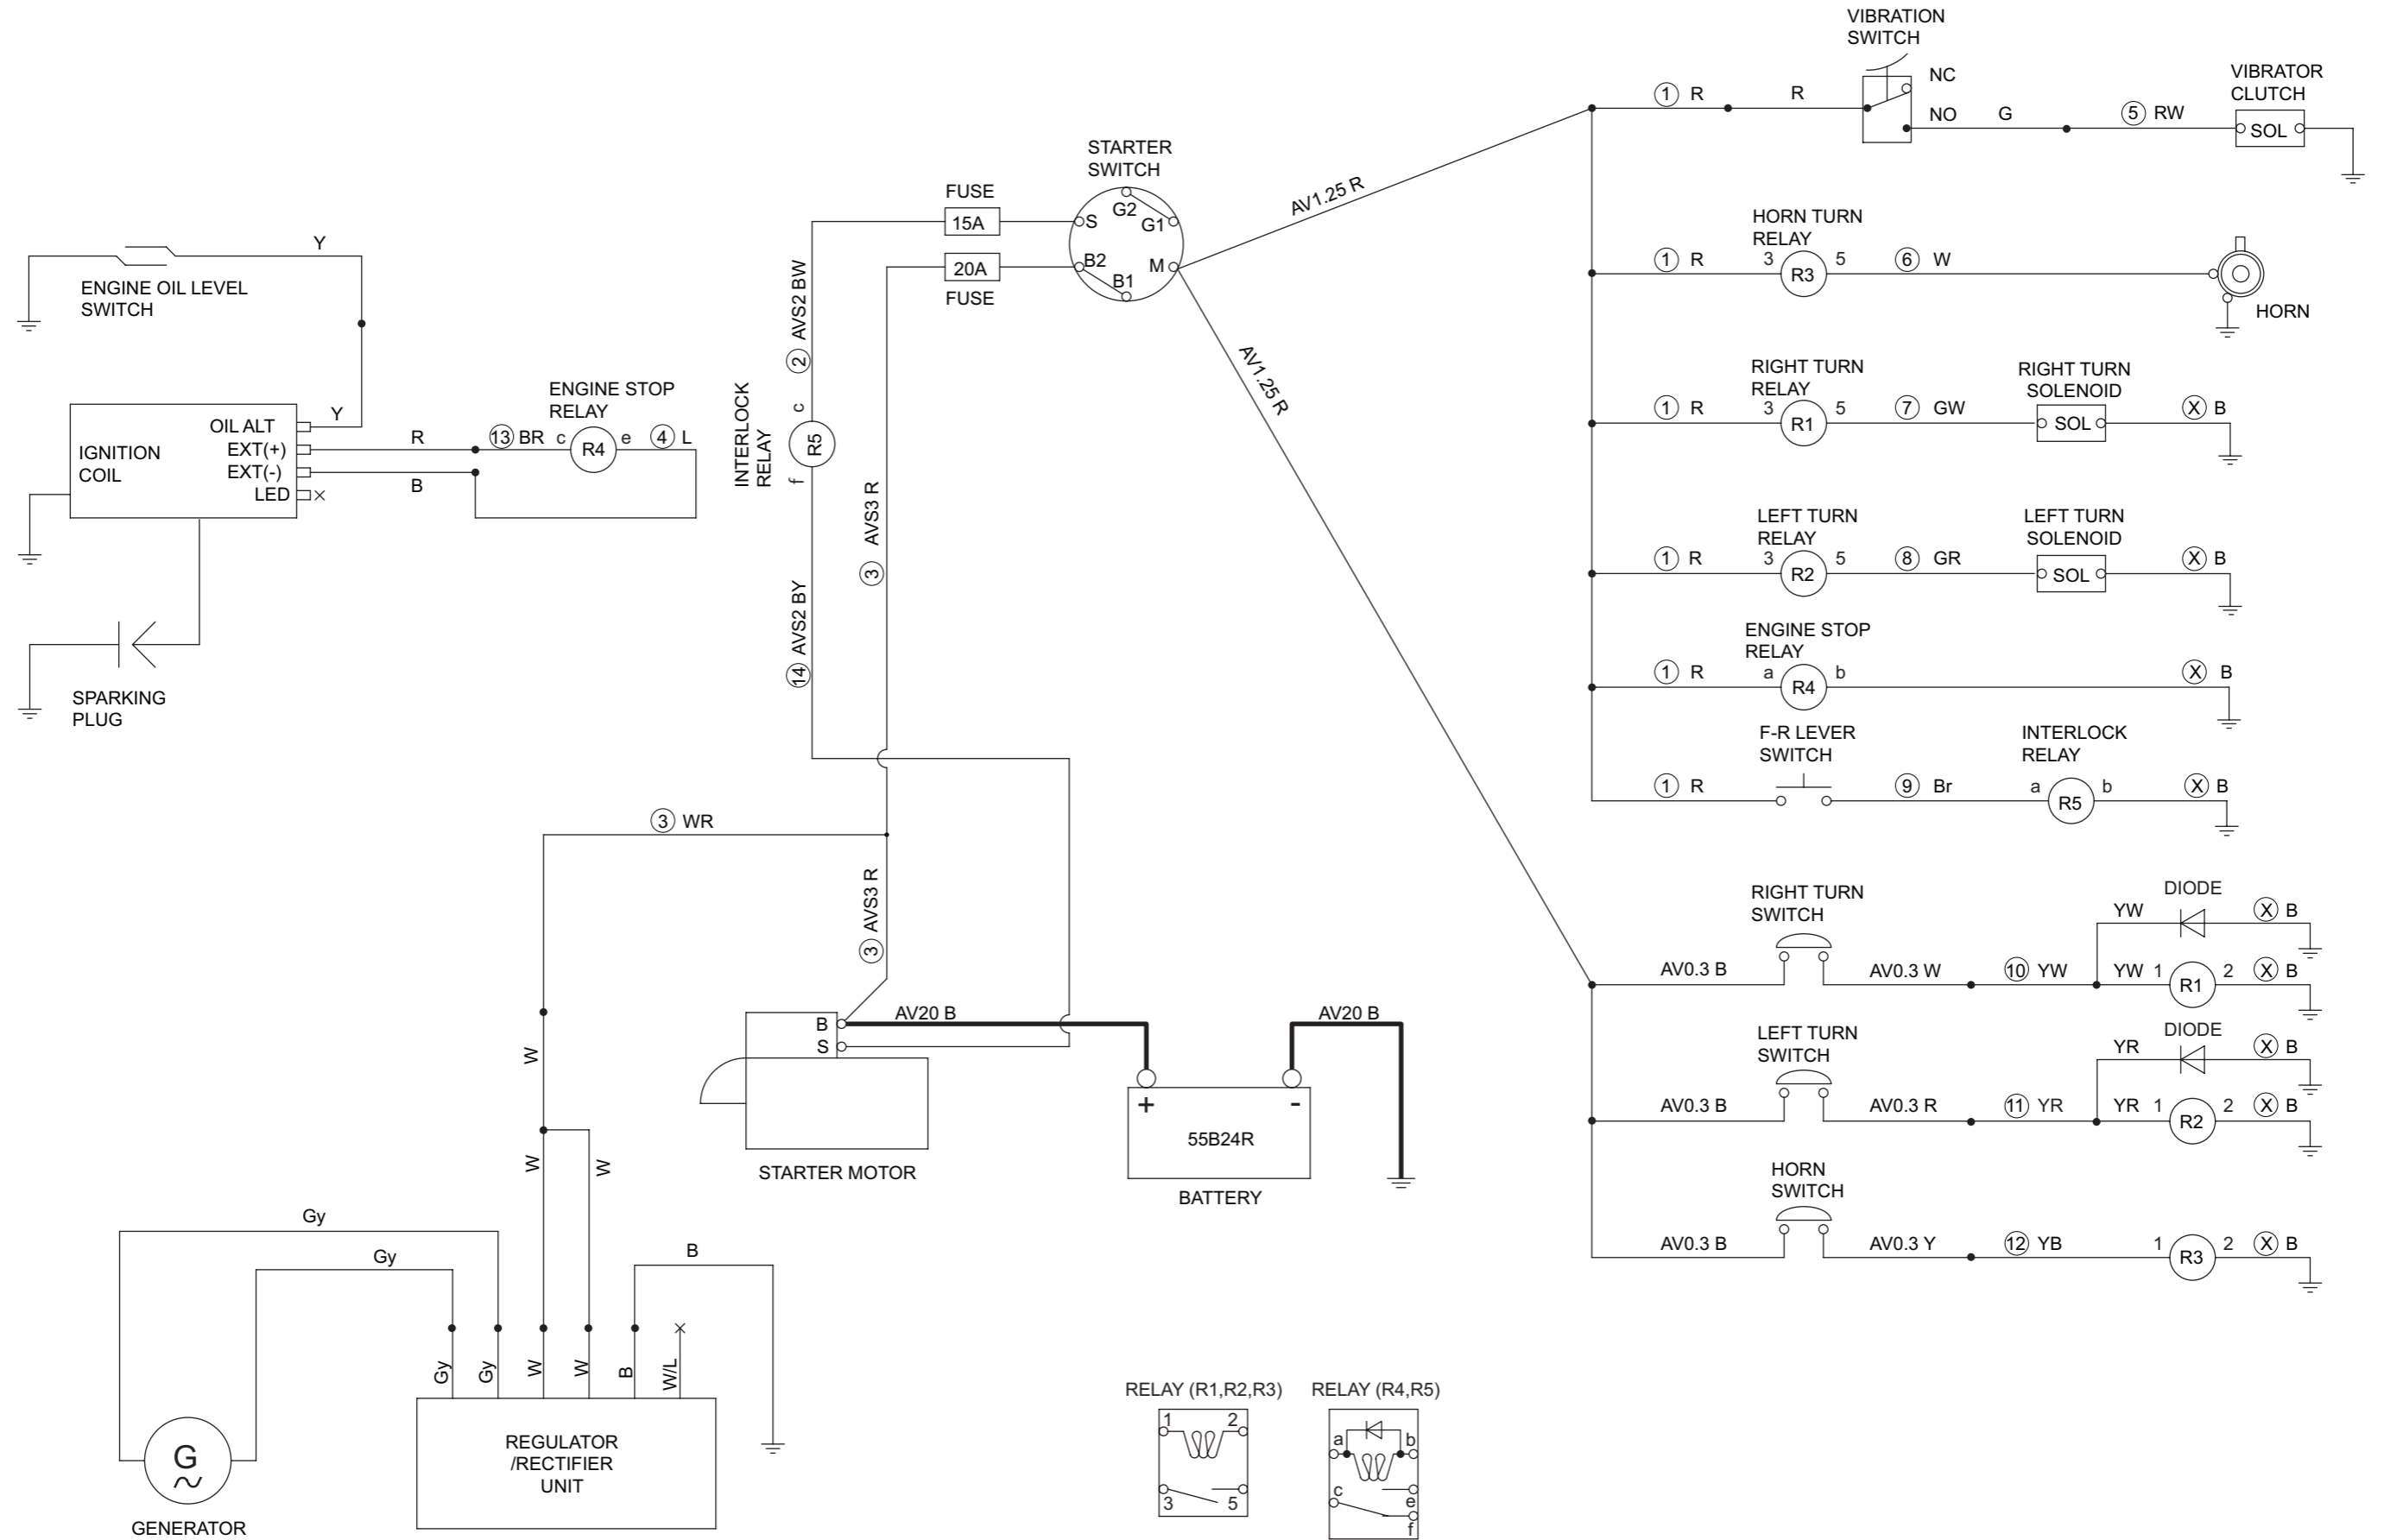 VIBRATION
SWITCH
NC
NO
1 R
R
G
5 RW
VIBRATOR
CLUTCH
SOL
STARTER
SWITCH
FUSE
15A
20A
FUSE
S
G2
G1
B2
B1
M
AV1.25 R
AV1.25 R
HORN TURN
RELAY
1 R
3
R3
5
6 W
HORN
RIGHT TURN
RELAY
1 R
3
R1
5
7 GW
RIGHT TURN
SOLENOID
SOL
X B
LEFT TURN
RELAY
1 R
3
R2
5
8 GR
LEFT TURN
SOLENOID
SOL
X B
ENGINE STOP
RELAY
1 R
a
R4
b
X B
F-R LEVER
SWITCH
1 R
9 Br
INTERLOCK
RELAY
a
R5
b
X B
RIGHT TURN
SWITCH
AV0.3 B
AV0.3 W
10 YW
YW
DIODE
X B
YW 1
R1
2
X B
LEFT TURN
SWITCH
AV0.3 B
AV0.3 R
11 YR
YR
DIODE
X B
YR 1
R2
2
X B
HORN
SWITCH
AV0.3 B
AV0.3 Y
12 YB
1
R3
2
X B
Y
ENGINE OIL LEVEL
SWITCH
Y
IGNITION
COIL
OIL ALT
EXT(+)
EXT(-)
LED
R
B
13 BR
ENGINE STOP
RELAY
c
R4
e
4 L
SPARKING
PLUG
INTERLOCK
RELAY
2 AVS2 BW
c
R5
f
14 AVS2 BY
3 AVS3 R
3 WR
3 AVS3 R
B
S
AV20 B
STARTER MOTOR
AV20 B
+
-
55B24R
BATTERY
W
W
W
Gy
Gy
B
Gy
Gy
W
W
B
W/L
G
GENERATOR
REGULATOR
/RECTIFIER
UNIT
RELAY (R1,R2,R3)
1
2
3
5
RELAY (R4,R5)
a
b
c
e
f